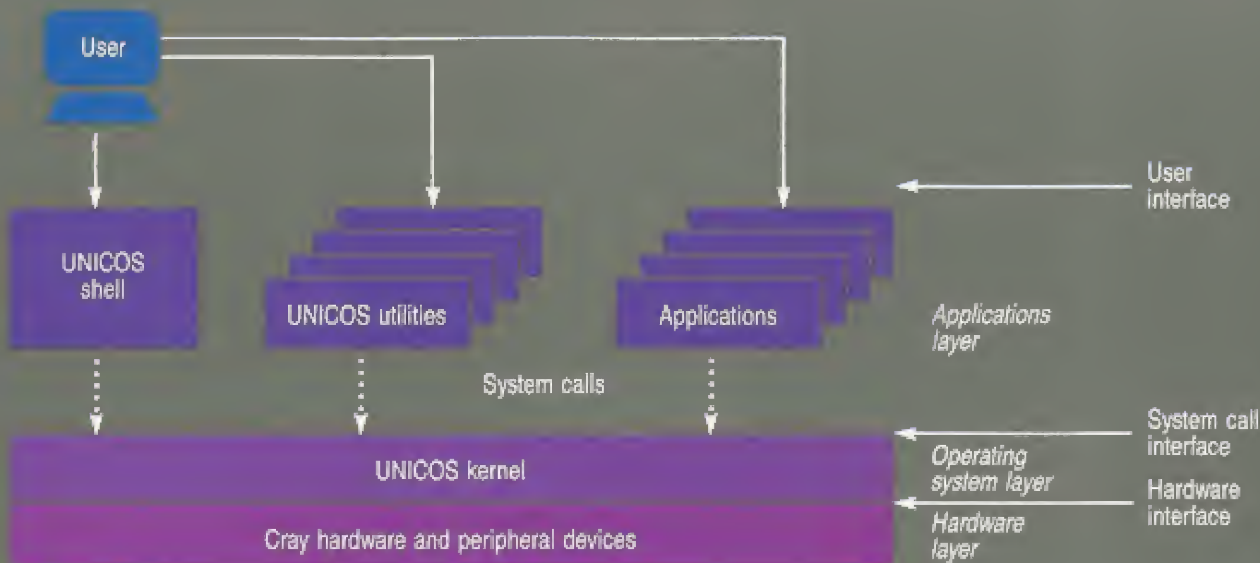 User
User
interface
UNICOS
shell
UNICOS utilities
Applications
Applications
layer
System calls
System call
interface
UNICOS kernel
Operating
system layer
Hardware
interface
Cray hardware and peripheral devices
Hardware
layer